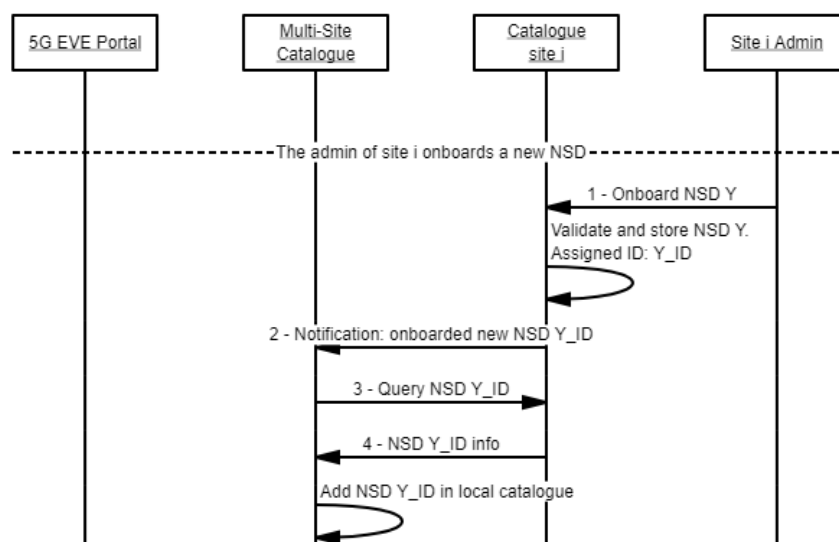 5G EVE Portal
Multi-Site
Catalogue
Catalogue
site i
Site i Admin
The admin of site i onboards a new NSD
1 - Onboard NSD Y
Validate and store NSD Y.
Assigned ID: Y_ID
2 - Notification: onboarded new NSD Y_ID
3 - Query NSD Y_ID
4 - NSD Y_ID info
Add NSD Y_ID in local catalogue